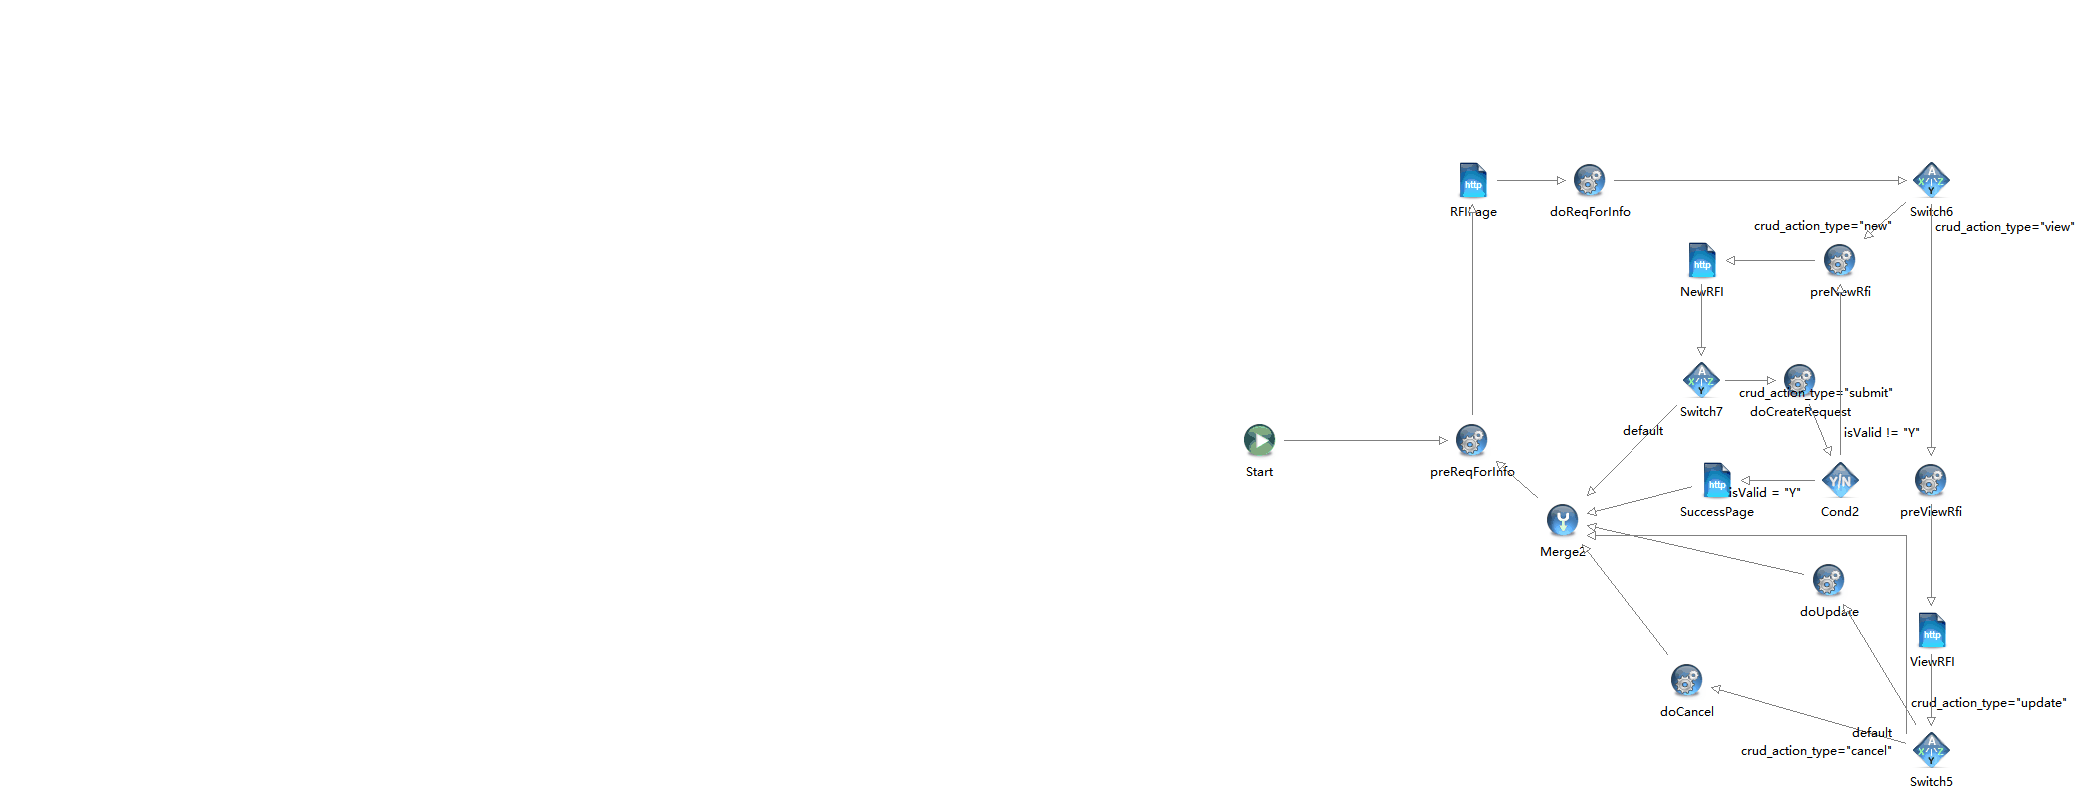 http
RFIPage
doReqForInfo
Switch6
crud_action_type="new"
crud_action_type="view"
http
NewRFI
preNewRfi
Switch7
crud_action_type="submit"
doCreateRequest
default
isValid != "Y"
Start
preReqForInfo
http
isValid = "Y"
SuccessPage
Y/N
Cond2
preViewRfi
Merge2
doUpdate
http
ViewRFI
doCancel
crud_action_type="update"
default
crud_action_type="cancel"
Switch5